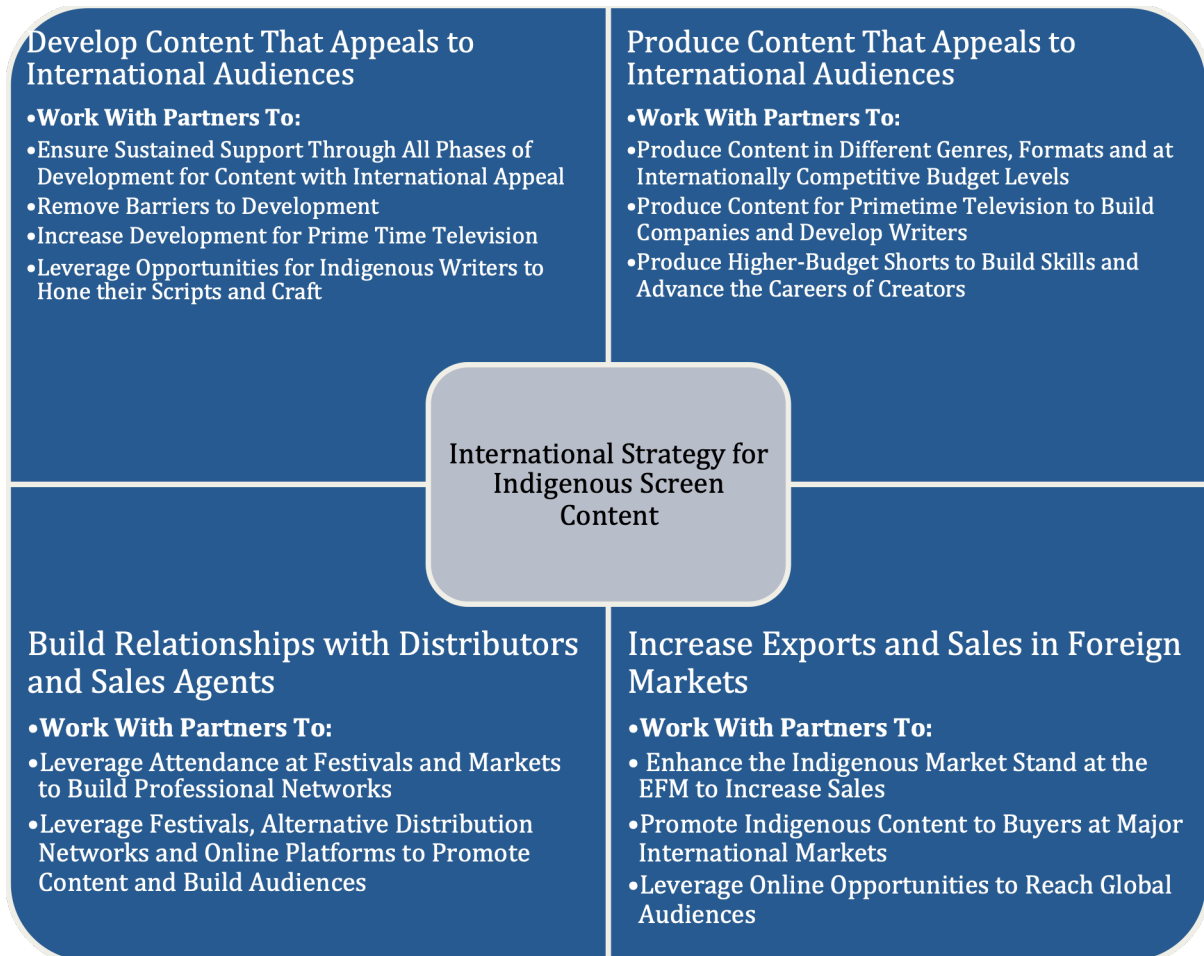 Develop Content That Appeals to
International Audiences
•Work With Partners To:
•Ensure Sustained Support Through All Phases of
Development for Content with International Appeal
•Remove Barriers to Development
•Increase Development for Prime Time Television
•Leverage Opportunities for Indigenous Writers to
Hone their Scripts and Craft
Produce Content That Appeals to
International Audiences
•Work With Partners To:
•Produce Content in Different Genres, Formats and at
Internationally Competitive Budget Levels
•Produce Content for Primetime Television to Build
Companies and Develop Writers
•Produce Higher-Budget Shorts to Build Skills and
Advance the Careers of Creators
International Strategy for
Indigenous Screen
Content
Build Relationships with Distributors
and Sales Agents
•Work With Partners To:
•Leverage Attendance at Festivals and Markets
to Build Professional Networks
•Leverage Festivals, Alternative Distribution
Networks and Online Platforms to Promote
Content and Build Audiences
Increase Exports and Sales in Foreign
Markets
•Work With Partners To:
• Enhance the Indigenous Market Stand at the
EFM to Increase Sales
•Promote Indigenous Content to Buyers at Major
International Markets
•Leverage Online Opportunities to Reach Global
Audiences